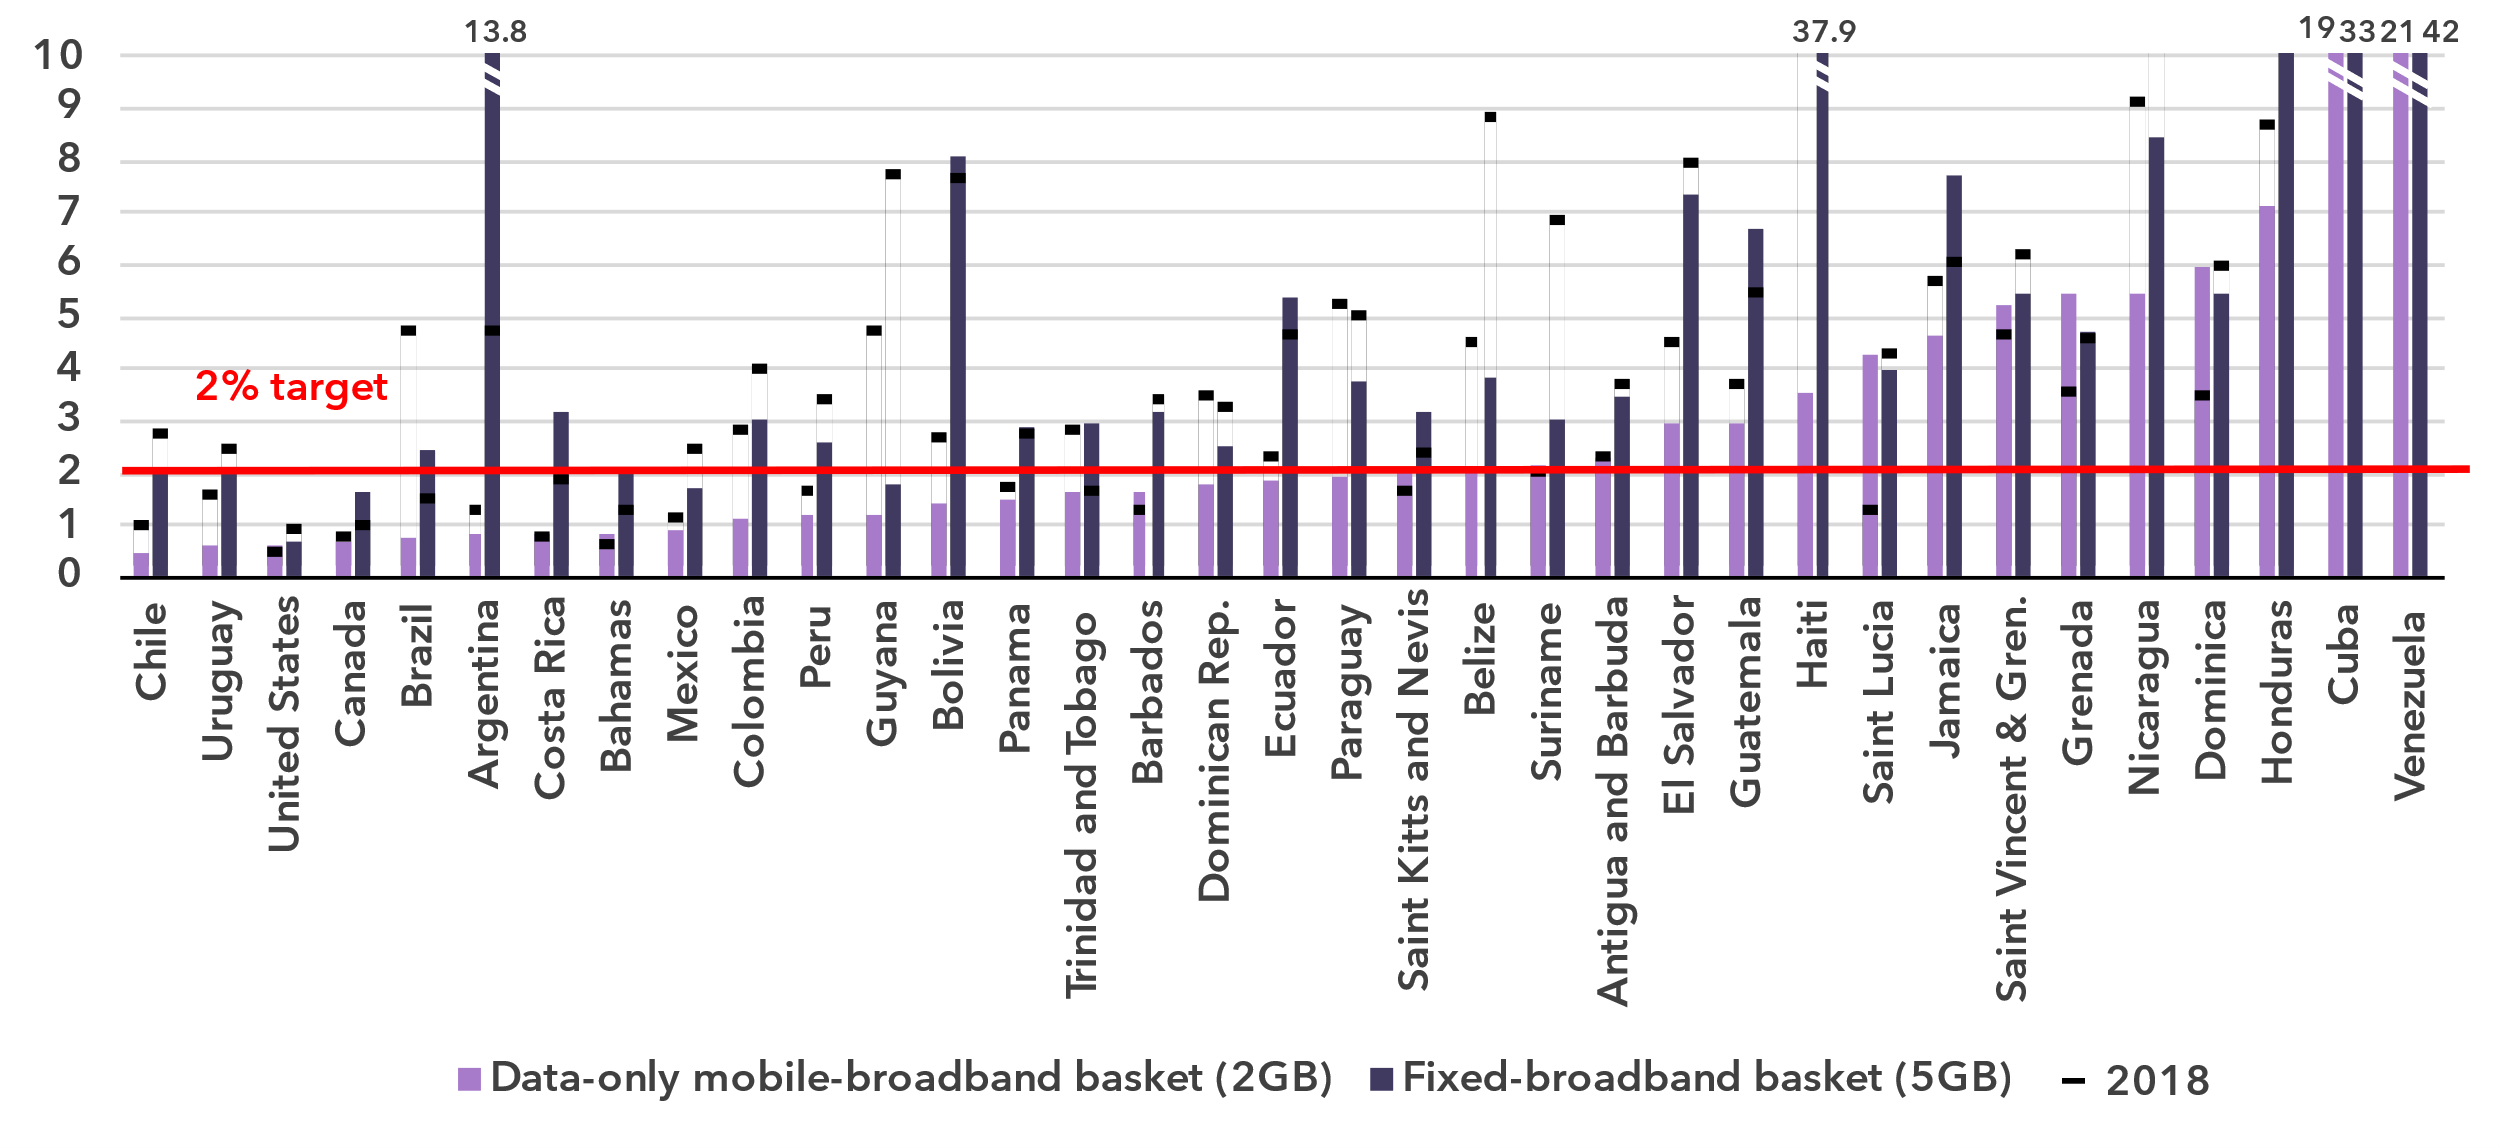 13.8
37.9
19 33 21 42
10
9
8
7
6
5
4
3
2
1
0
2% target
Chile
Uruguay
United States
Canada
Brazil
Argentina
Costa Rica
Bahamas
Mexico
Colombia
Peru
Guyana
Bolivia
Panama
Trinidad and Tobago
Barbados
Dominican Rep.
Ecuador
Paraguay
Saint Kitts and Nevis
Belize
Suriname
Antigua and Barbuda
El Salvador
Guatemala
Haiti
Saint Lucia
Jamaica
Saint Vincent & Gren.
Grenada
Nicaragua
Dominica
Honduras
Cuba
Venezuela
Data-only mobile-broadband basket (2GB)
Fixed-broadband basket (5GB)
2018